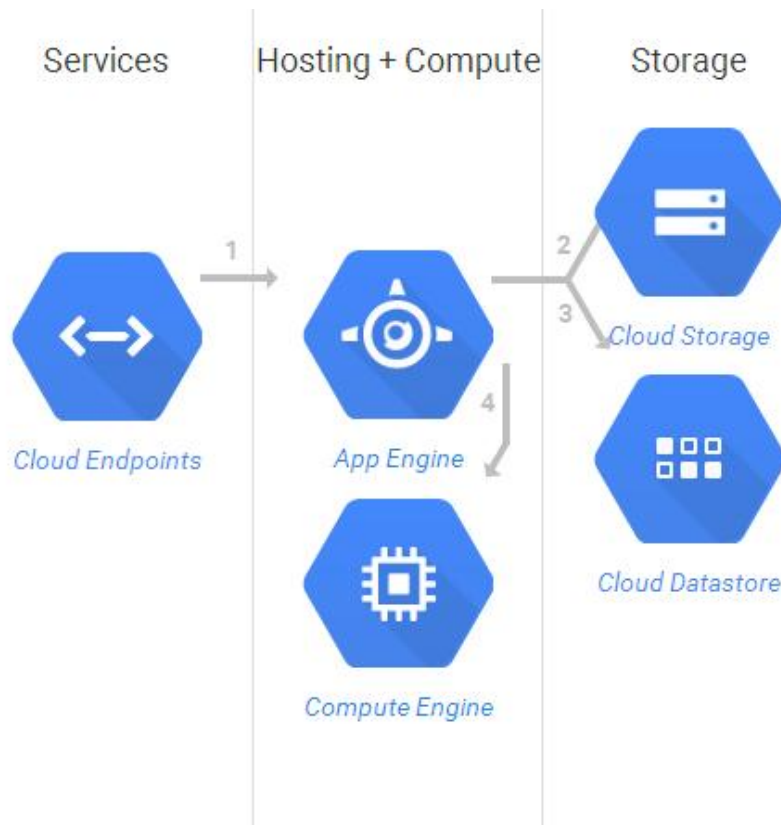 Services
Hosting + Compute
Storage
1
2
3
Cloud Storage
4
Cloud Endpoints
App Engine
Cloud Datastore
Compute Engine